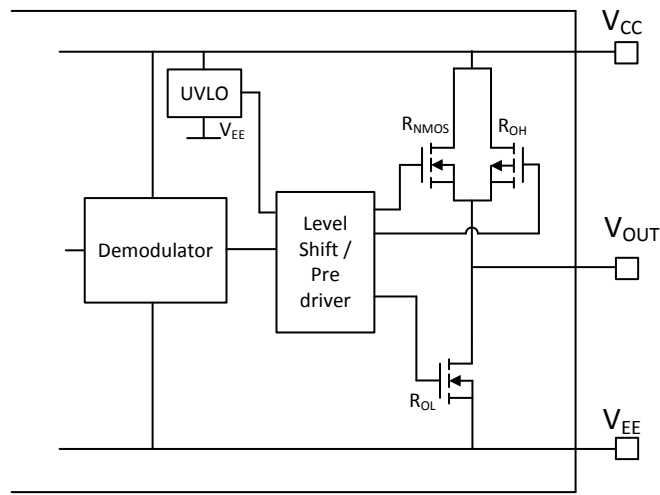 V_CC
UVLO
V_EE
R_NMOS
R_OH
Level
Shift /
Pre
driver
Demodulator
V_OUT
R_OL
V_EE